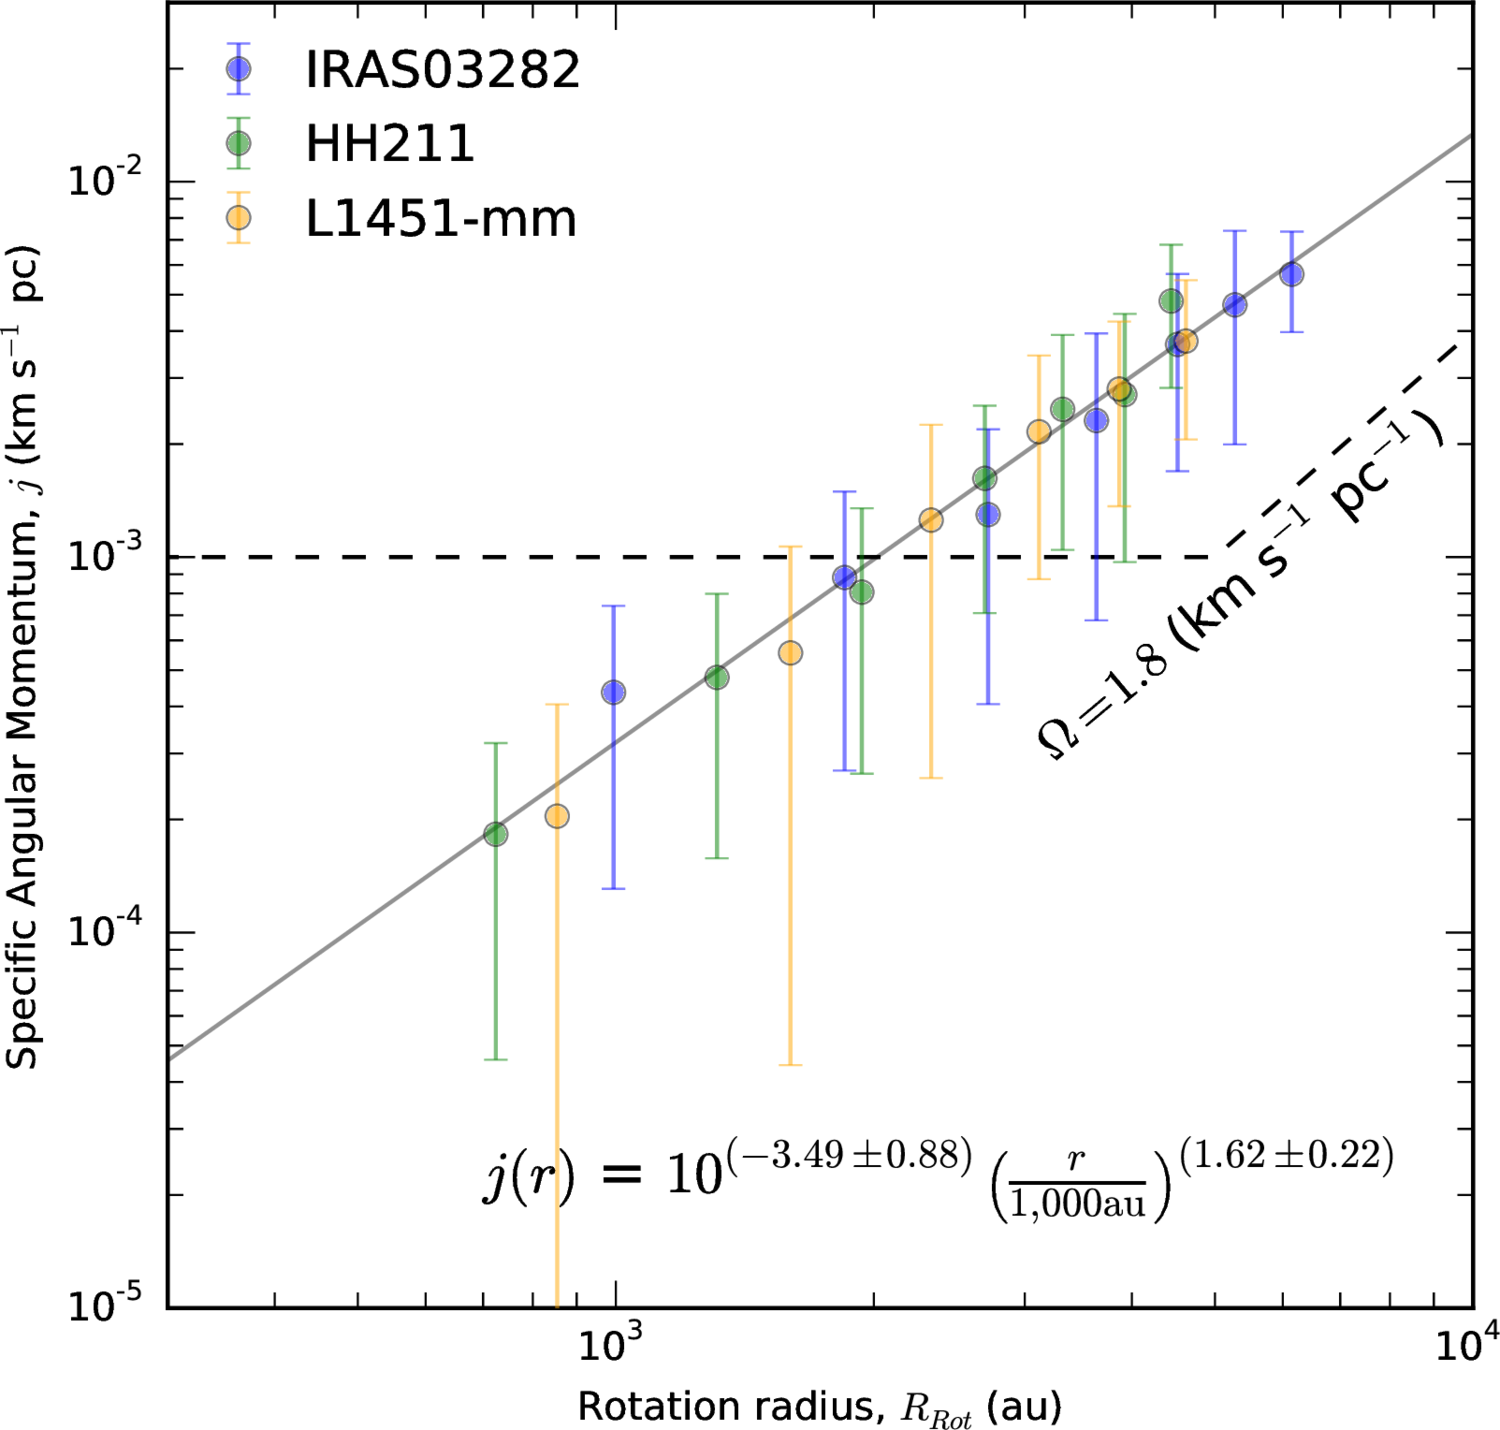 IRAS03282
HH211
L1451-mm
10^-2
10^-3
10^-4
10^-5
Specific Angular Momentum, j (km s^−1 pc)
Ω=1.8 (km s^−1 pc^−1)
j(r) = 10^(−3.49±0.88) (r/1,000au)^(1.62±0.22)
10^3
10^4
Rotation radius, R_Rot (au)